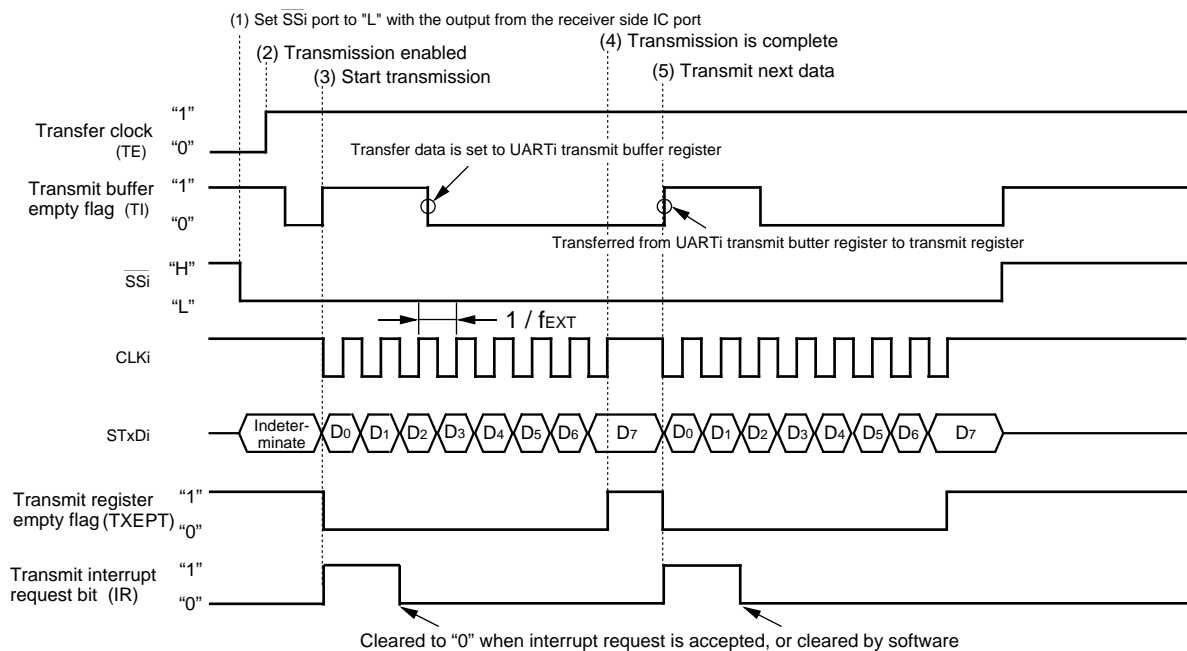 (1) Set SSi port to "L" with the output from the receiver side IC port
(2) Transmission enabled
(3) Start transmission
(4) Transmission is complete
(5) Transmit next data
Transfer clock
(TE)
“1”
“0”
Transfer data is set to UARTi transmit buffer register
Transmit buffer
empty flag (TI)
“1”
“0”
Transferred from UARTi transmit butter register to transmit register
SSi
“H”
“L”
1 / fEXT
CLKi
STxDi
Indeter-
minate
D0 D1 D2 D3 D4 D5 D6 D7 D0 D1 D2 D3 D4 D5 D6 D7
Transmit register
empty flag (TXEPT)
“1”
“0”
Transmit interrupt
request bit (IR)
“1”
“0”
Cleared to “0” when interrupt request is accepted, or cleared by software